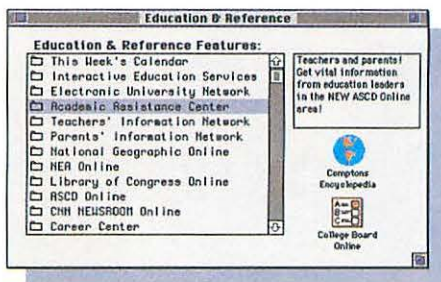 Education & Reference
Education & Reference Features:
This Week's Calendar
Interactive Education Services
Electronic University Network
Academic Assistance Center
Teachers' Information Network
Parents' Information Network
National Geographic Online
NEA Online
Library of Congress Online
ASCD Online
CNN NEWSROOM Online
Career Center
Teachers and parents!
Get vital information
from education leaders
in the NEW ASCD Online
area!
Comptons
Encyclopedia
College Board
Online